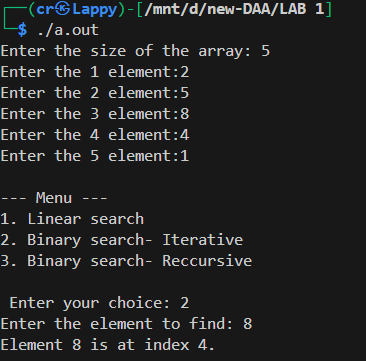 ┌──(cr㉿Lappy)-[/mnt/d/new-DAA/LAB 1]
└─$ ./a.out
Enter the size of the array: 5
Enter the 1 element:2
Enter the 2 element:5
Enter the 3 element:8
Enter the 4 element:4
Enter the 5 element:1
--- Menu ---
1. Linear search
2. Binary search- Iterative
3. Binary search- Reccursive
Enter your choice: 2
Enter the element to find: 8
Element 8 is at index 4.